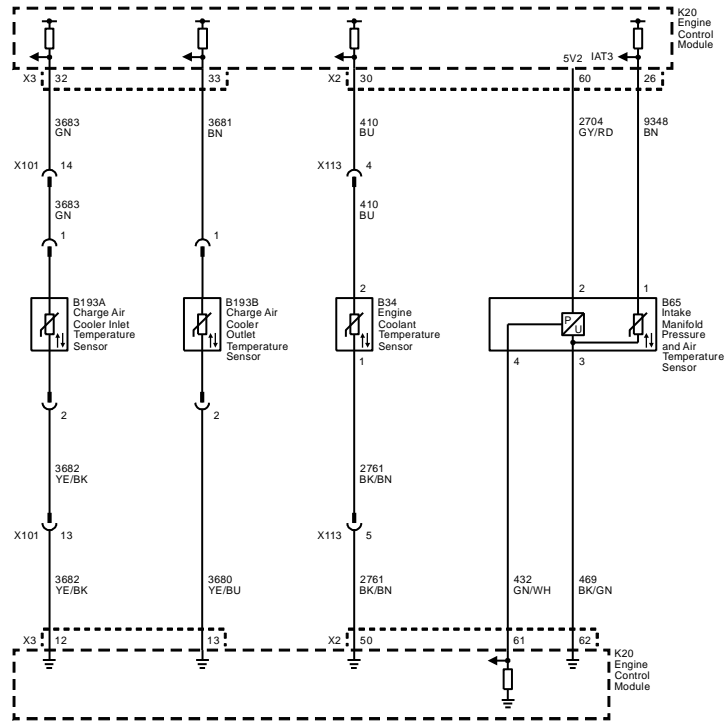 K20
Engine
Control
Module
5V2 IAT3
X3 32 33 X2 30 60 26
3683
GN
3681
BN
410
BU
2704
GY/RD
9348
BN
X101 14 X113 4
3683
GN
410
BU
1 1
2 2 1
B193A
Charge Air
Cooler Inlet
Temperature
Sensor
B193B
Charge Air
Cooler
Outlet
Temperature
Sensor
B34
Engine
Coolant
Temperature
Sensor
P
U
B65
Intake
Manifold
Pressure
and Air
Temperature
Sensor
1 4 3
2 2
3682
YE/BK
2761
BK/BN
X101 13 X113 5
3682
YE/BK
3680
YE/BU
2761
BK/BN
432
GN/WH
469
BK/GN
X3 12 13 X2 50 61 62
K20
Engine
Control
Module